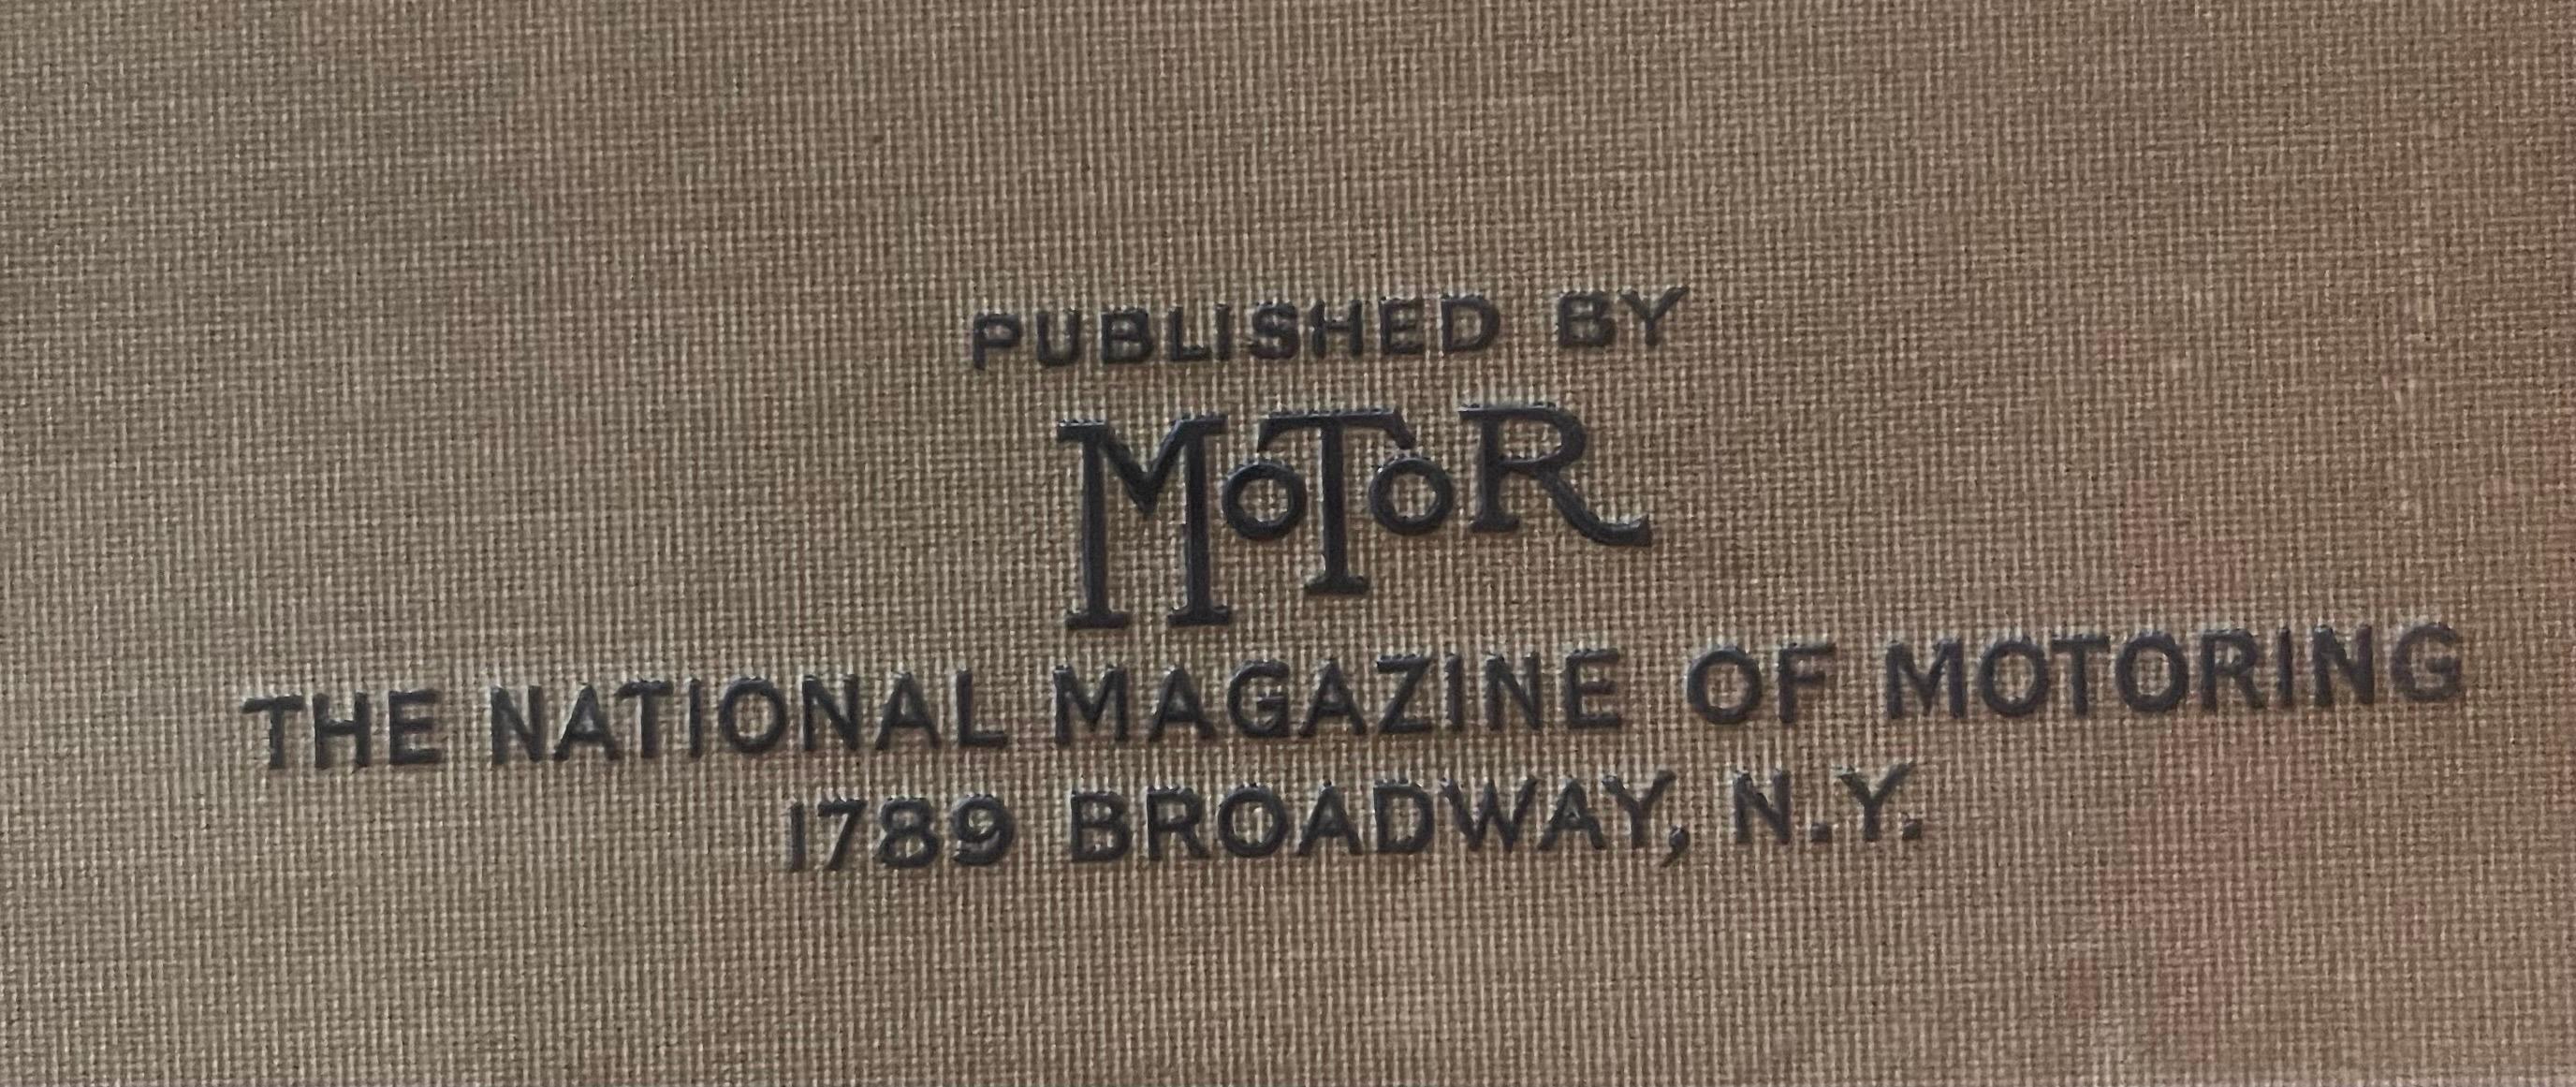 PUBLISHED BY
MoToR
THE NATIONAL MAGAZINE OF MOTORING
1789 BROADWAY, N.Y.